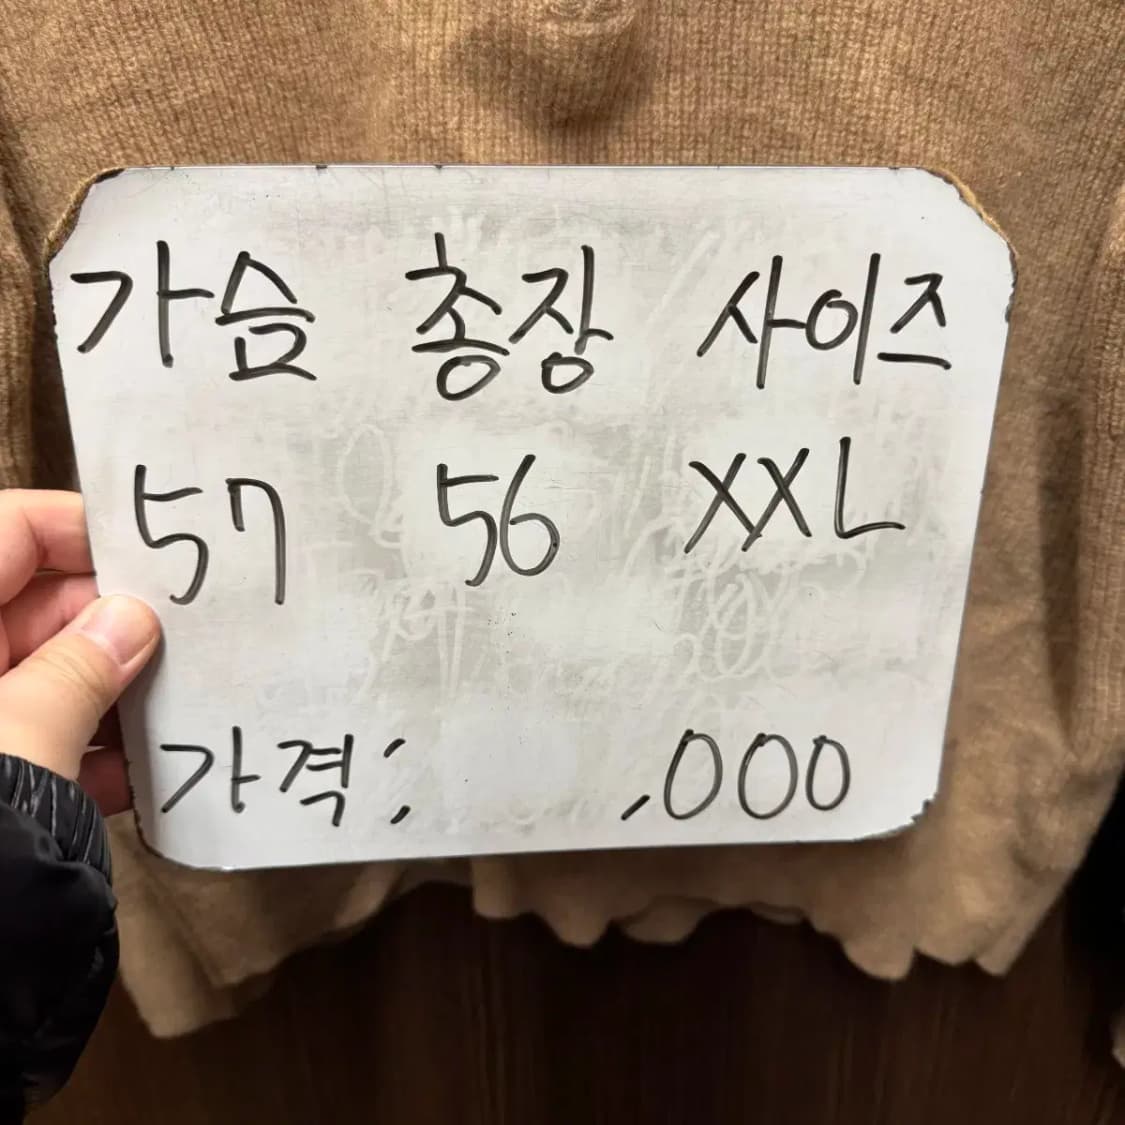 가슴 총장 사이즈
57 56 XXL
가격: ,000